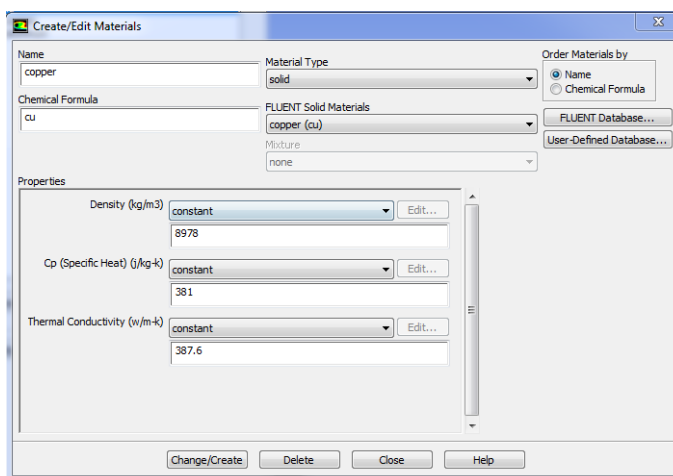 Create/Edit Materials
Name
copper
Material Type
solid
Order Materials by
Name
Chemical Formula
Chemical Formula
cu
FLUENT Solid Materials
copper (cu)
FLUENT Database...
User-Defined Database...
Mixture
none
Properties
Density (kg/m3) constant Edit...
8978
Cp (Specific Heat) (j/kg-k) constant Edit...
381
Thermal Conductivity (w/m-k) constant Edit...
387.6
Change/Create Delete Close Help